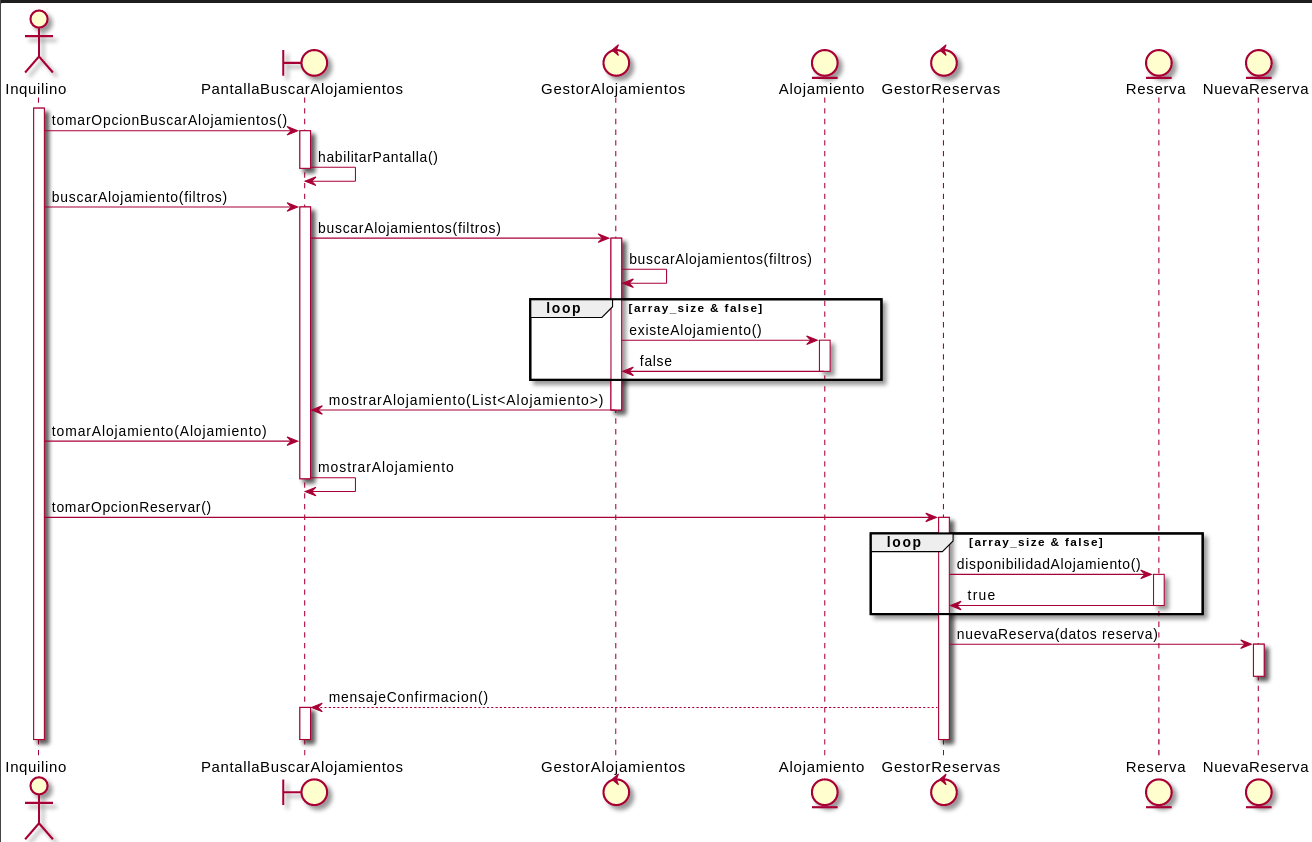 Inquilino PantallaBuscarAlojamientos GestorAlojamientos Alojamiento GestorReservas Reserva NuevaReserva
tomarOpcionBuscarAlojamientos()
habilitarPantalla()
buscarAlojamiento(filtros)
buscarAlojamientos(filtros)
buscarAlojamientos(filtros)
loop [array_size & false]
existeAlojamiento()
false
mostrarAlojamiento(List<Alojamiento>)
tomarAlojamiento(Alojamiento)
mostrarAlojamiento
tomarOpcionReservar()
loop [array_size & false]
disponibilidadAlojamiento()
true
nuevaReserva(datos reserva)
mensajeConfirmacion()
Inquilino PantallaBuscarAlojamientos GestorAlojamientos Alojamiento GestorReservas Reserva NuevaReserva